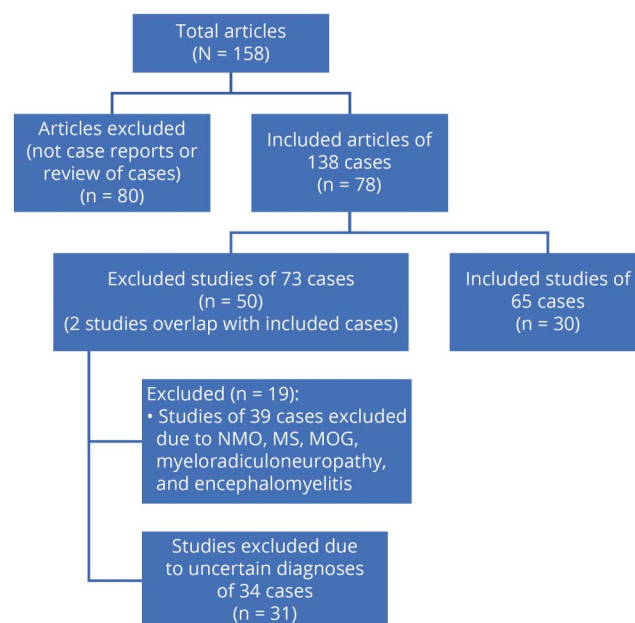 Total articles
(N = 158)
Articles excluded
(not case reports or
review of cases)
(n = 80)
Included articles of
138 cases
(n = 78)
Excluded studies of 73 cases
(n = 50)
(2 studies overlap with included cases)
Included studies of
65 cases
(n = 30)
Excluded (n = 19):
• Studies of 39 cases excluded
due to NMO, MS, MOG,
myeloradiculoneuropathy,
and encephalomyelitis
Studies excluded due
to uncertain diagnoses
of 34 cases
(n = 31)